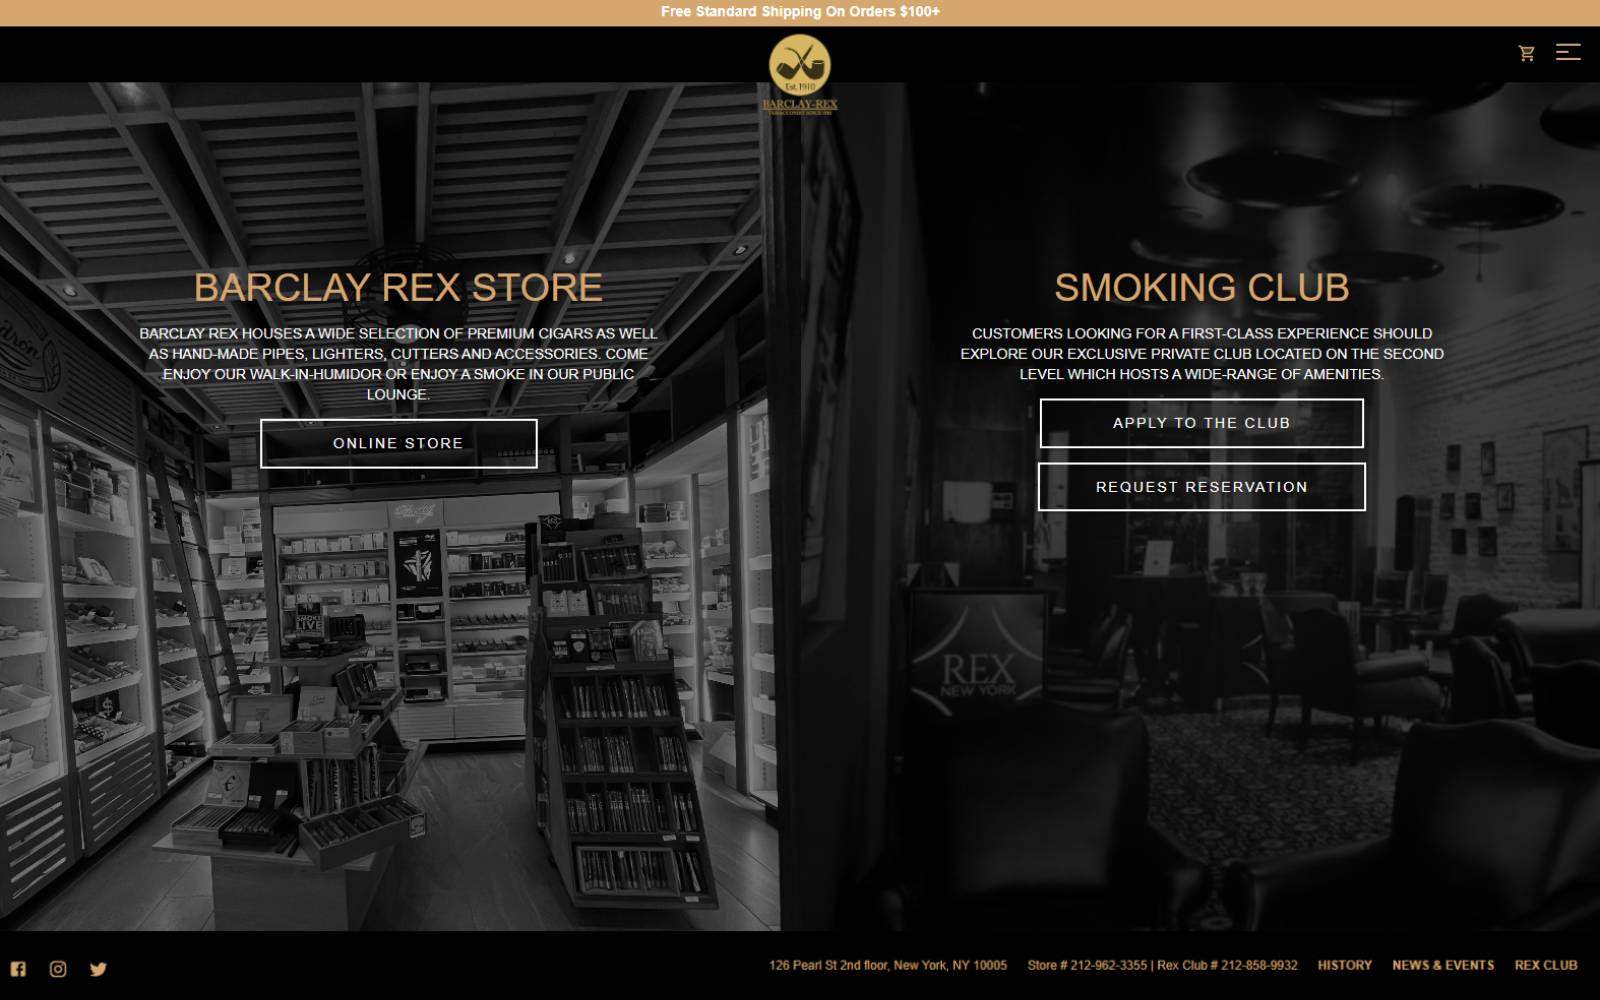 Free Standard Shipping On Orders $100+
Est. 1910
BARCLAY-REX
BARCLAY REX STORE
BARCLAY REX HOUSES A WIDE SELECTION OF PREMIUM CIGARS AS WELL
AS HAND-MADE PIPES, LIGHTERS, CUTTERS AND ACCESSORIES. COME
ENJOY OUR WALK-IN-HUMIDOR OR ENJOY A SMOKE IN OUR PUBLIC
LOUNGE.
ONLINE STORE
SMOKING CLUB
CUSTOMERS LOOKING FOR A FIRST-CLASS EXPERIENCE SHOULD
EXPLORE OUR EXCLUSIVE PRIVATE CLUB LOCATED ON THE SECOND
LEVEL WHICH HOSTS A WIDE-RANGE OF AMENITIES.
APPLY TO THE CLUB
REQUEST RESERVATION
SMOKE
LIVE
REX
NEW YORK
126 Pearl St 2nd floor, New York, NY 10005
Store # 212-962-3355 | Rex Club # 212-858-9932
HISTORY
NEWS & EVENTS
REX CLUB